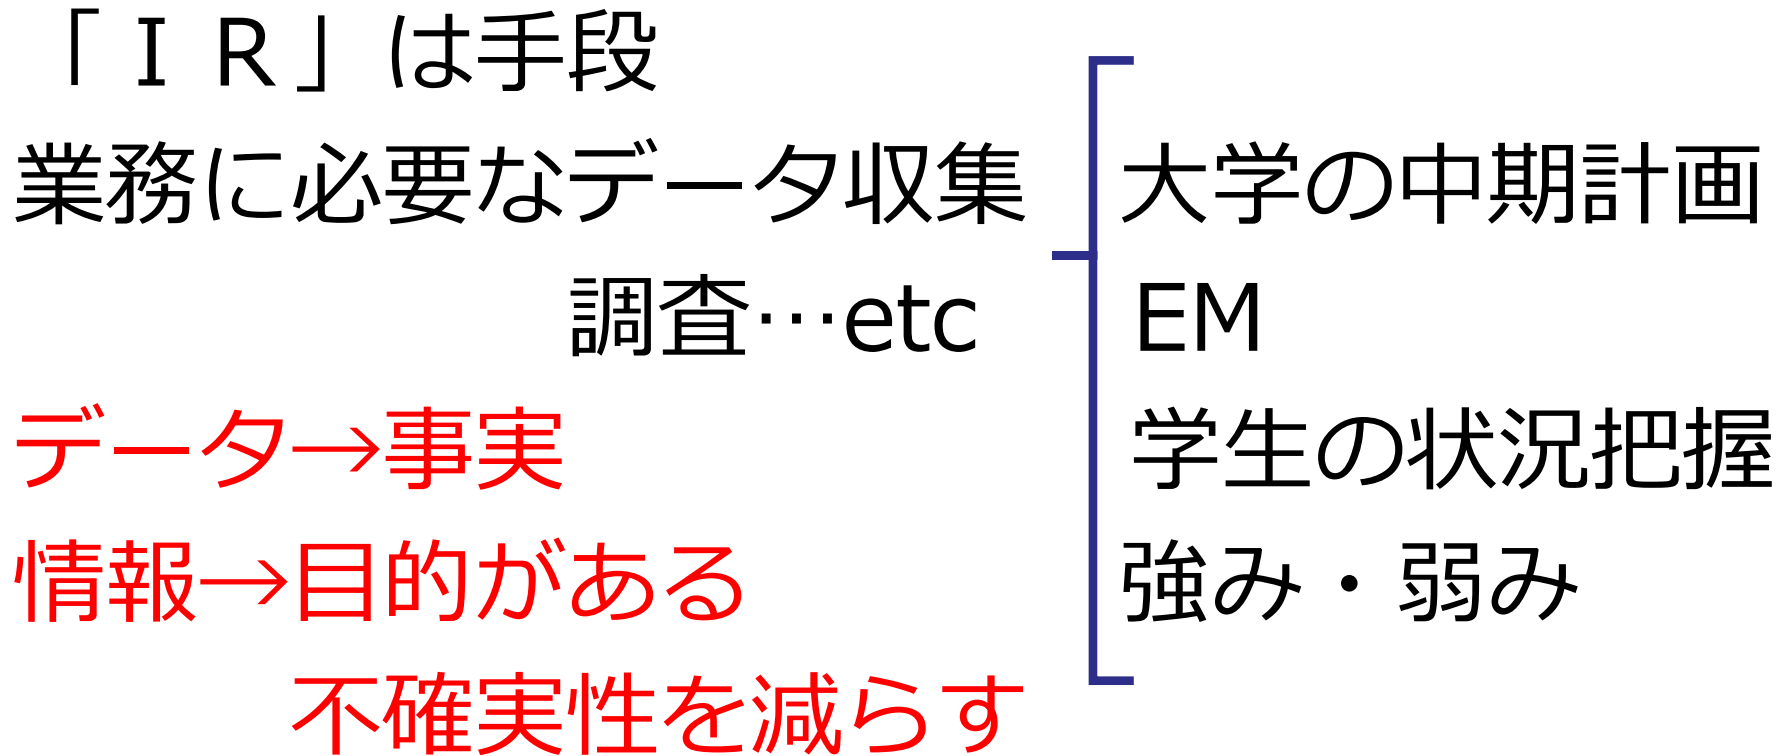 「ＩＲ」は手段
業務に必要なデータ収集
調査…etc
データ→事実
情報→目的がある
不確実性を減らす
大学の中期計画
EM
学生の状況把握
強み・弱み